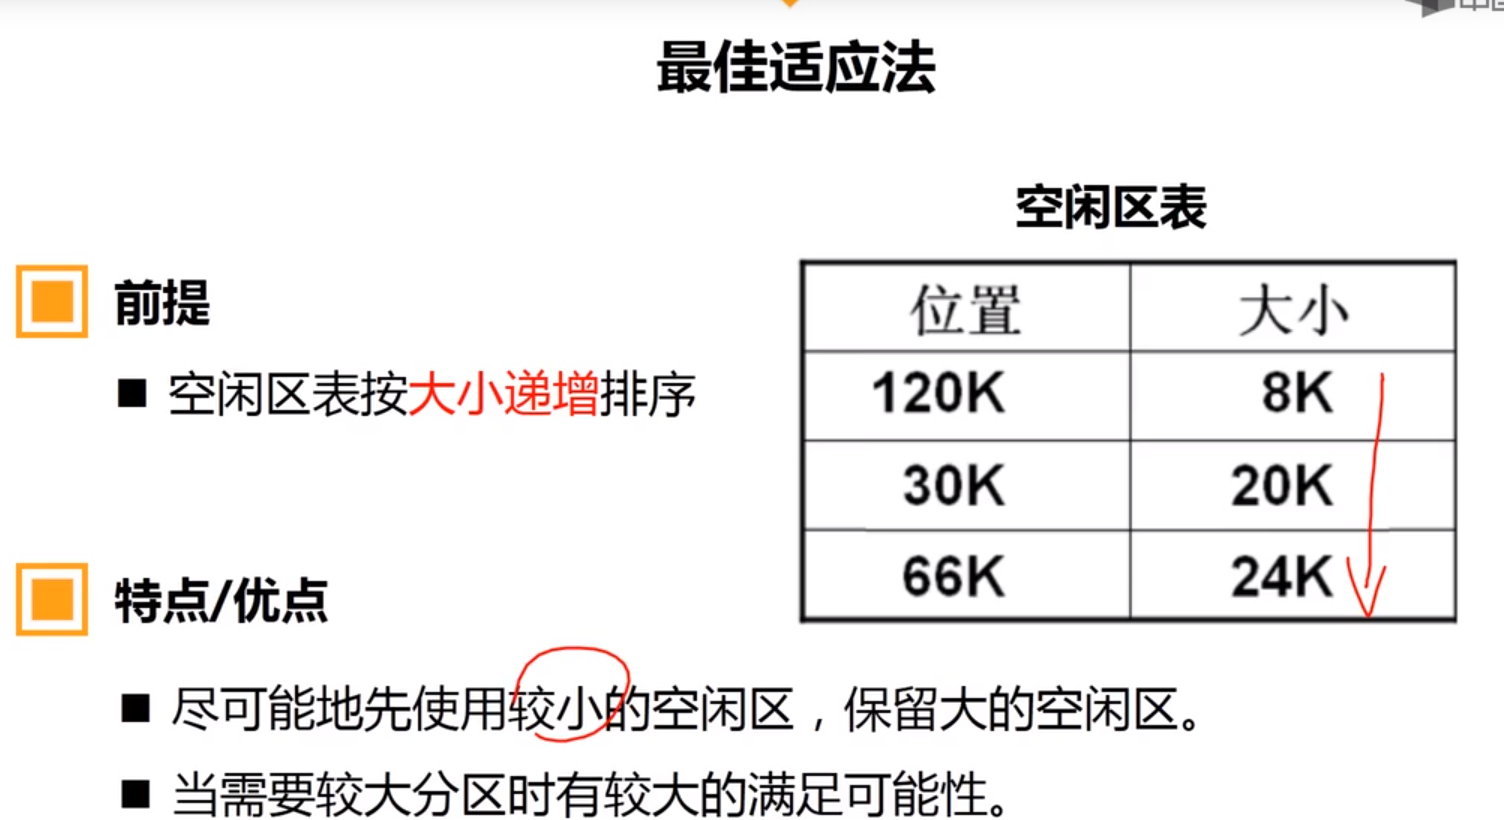 最佳适应法
空闲区表
前提
空闲区表按大小递增排序
位置 大小
120K 8K
30K 20K
66K 24K
特点/优点
尽可能地先使用较小的空闲区，保留大的空闲区。
当需要较大分区时有较大的满足可能性。